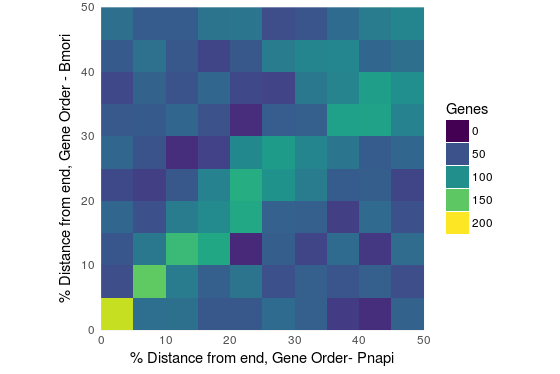 50
40
30
20
10
0
% Distance from end, Gene Order - Bmori
0 10 20 30 40 50
% Distance from end, Gene Order- Pnapi
Genes
0
50
100
150
200